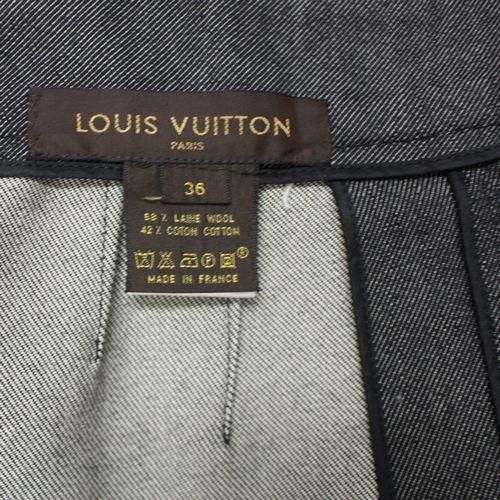 LOUIS VUITTON
PARIS
36
58% LAINE WOOL
42% COTON COTTON
MADE IN FRANCE